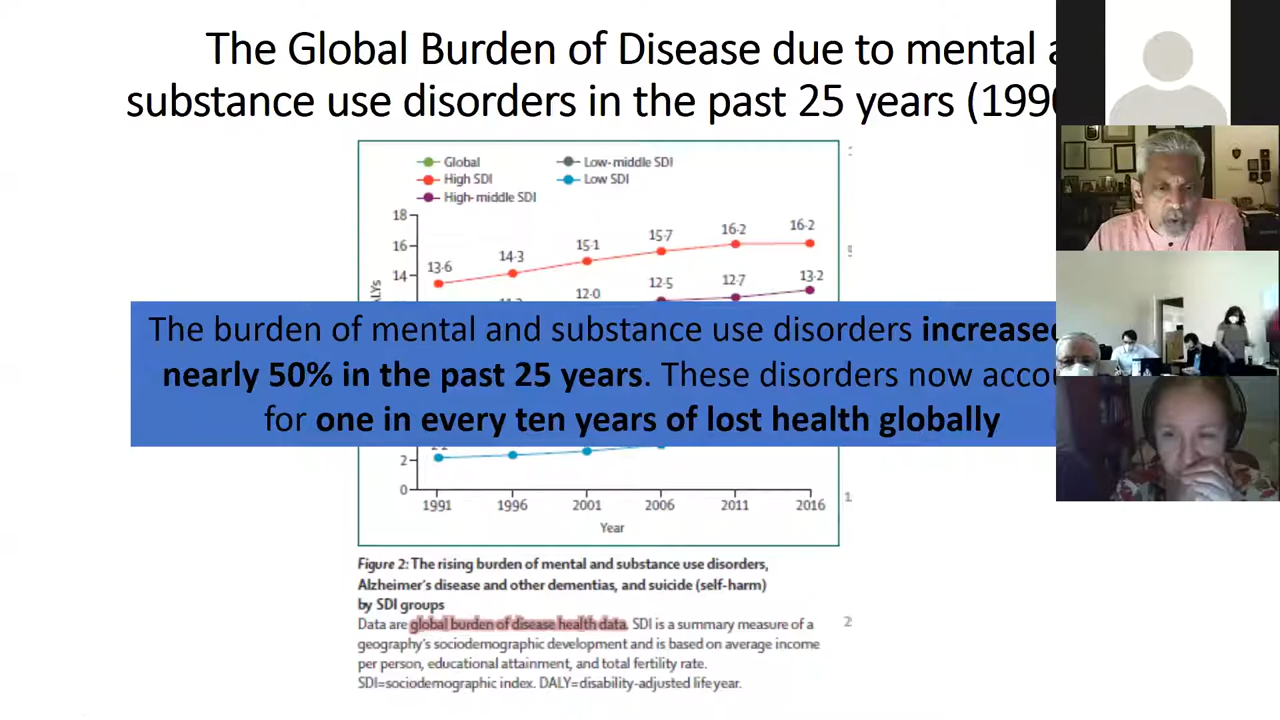 The Global Burden of Disease due to mental a
substance use disorders in the past 25 years (1990
Global
Low-middle SDI
High SDI
Low SDI
High-middle SDI
18
16
14
2
0
13·6
14·3
15·1
15·7
16·2
16·2
12·0
12·5
12·7
13·2
ALYs
The burden of mental and substance use disorders increased
nearly 50% in the past 25 years. These disorders now accou
for one in every ten years of lost health globally
1991
1996
2001
2006
2011
2016
Year
Figure 2: The rising burden of mental and substance use disorders,
Alzheimer's disease and other dementias, and suicide (self-harm)
by SDI groups
Data are global burden of disease health data. SDI is a summary measure of a
geography's sociodemographic development and is based on average income
per person, educational attainment, and total fertility rate.
SDI=sociodemographic index. DALY=disability-adjusted life year.